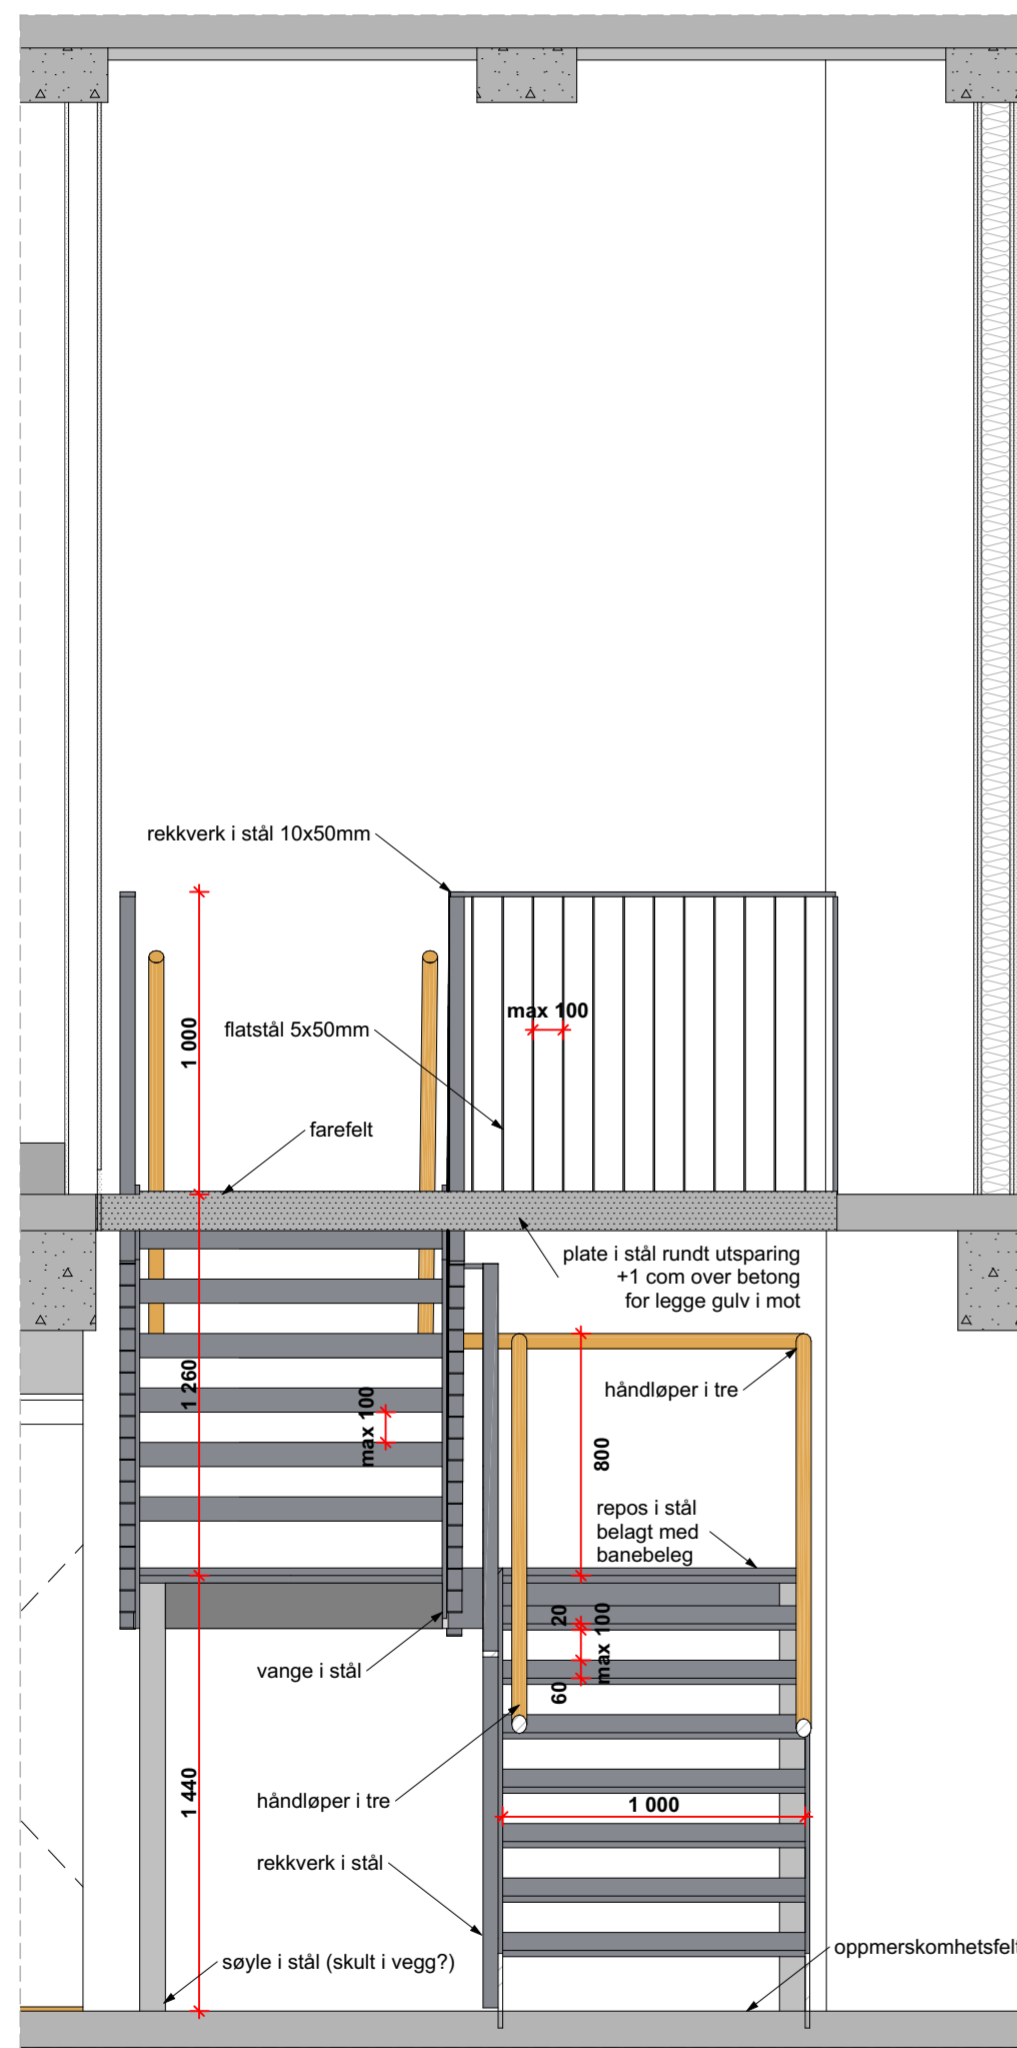 rekkverk i stål 10x50mm
1 000
max 100
flatstål 5x50mm
farefelt
plate i stål rundt utsparing
+1 com over betong
for legge gulv i mot
1 260
max 100
håndløper i tre
800
repos i stål
belagt med
banebeleg
20
max 100
60
vange i stål
1 440
håndløper i tre
1 000
rekkverk i stål
søyle i stål (skult i vegg?)
oppmerskomhetsfelt